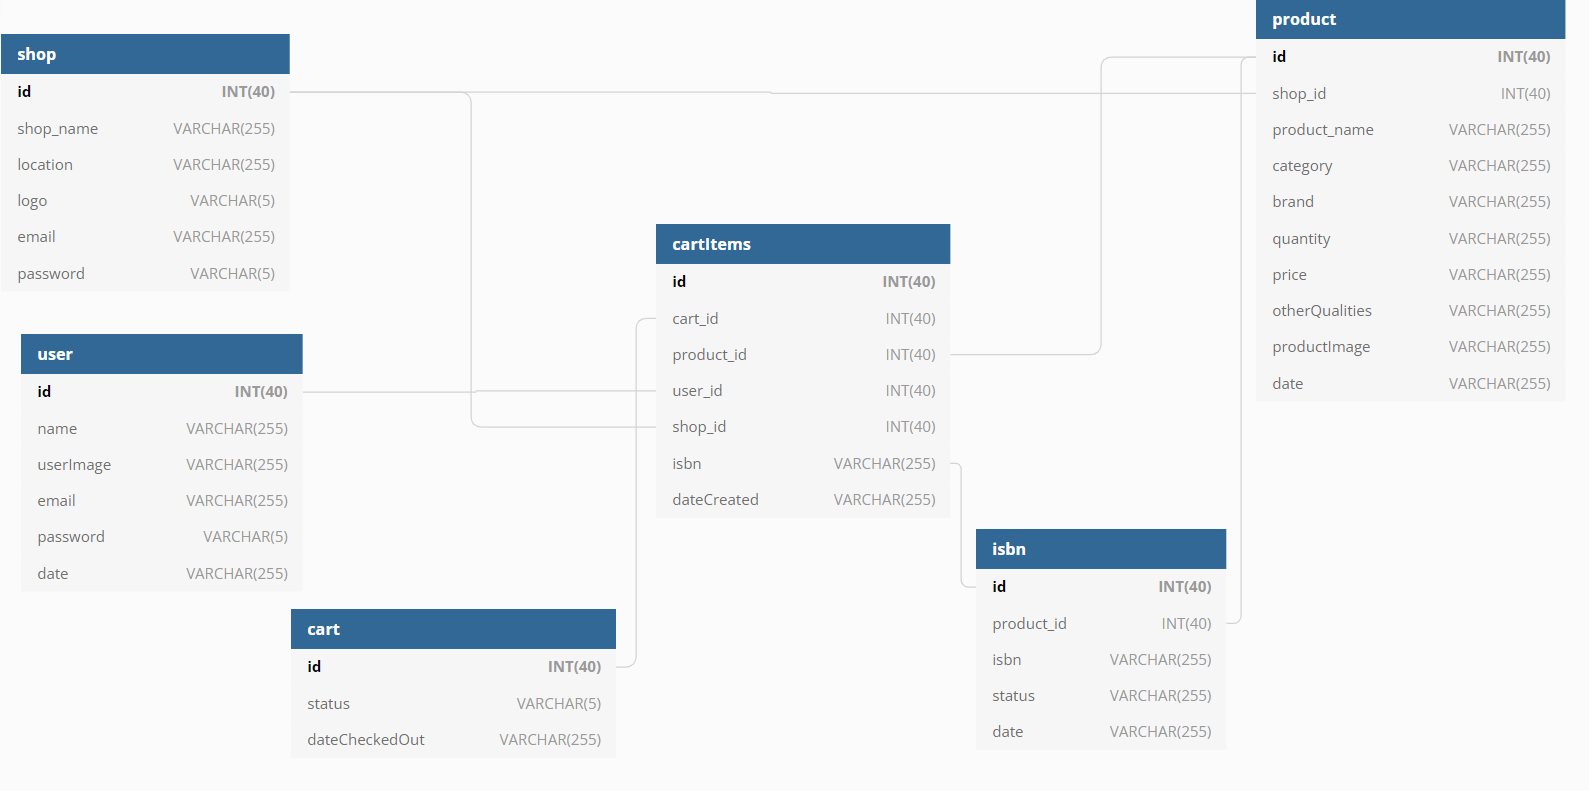 shop
id INT(40)
shop_name VARCHAR(255)
location VARCHAR(255)
logo VARCHAR(5)
email VARCHAR(255)
password VARCHAR(5)
user
id INT(40)
name VARCHAR(255)
userImage VARCHAR(255)
email VARCHAR(255)
password VARCHAR(5)
date VARCHAR(255)
cart
id INT(40)
status VARCHAR(5)
dateCheckedOut VARCHAR(255)
cartItems
id INT(40)
cart_id INT(40)
product_id INT(40)
user_id INT(40)
shop_id INT(40)
isbn VARCHAR(255)
dateCreated VARCHAR(255)
isbn
id INT(40)
product_id INT(40)
isbn VARCHAR(255)
status VARCHAR(255)
date VARCHAR(255)
product
id INT(40)
shop_id INT(40)
product_name VARCHAR(255)
category VARCHAR(255)
brand VARCHAR(255)
quantity VARCHAR(255)
price VARCHAR(255)
otherQualities VARCHAR(255)
productImage VARCHAR(255)
date VARCHAR(255)